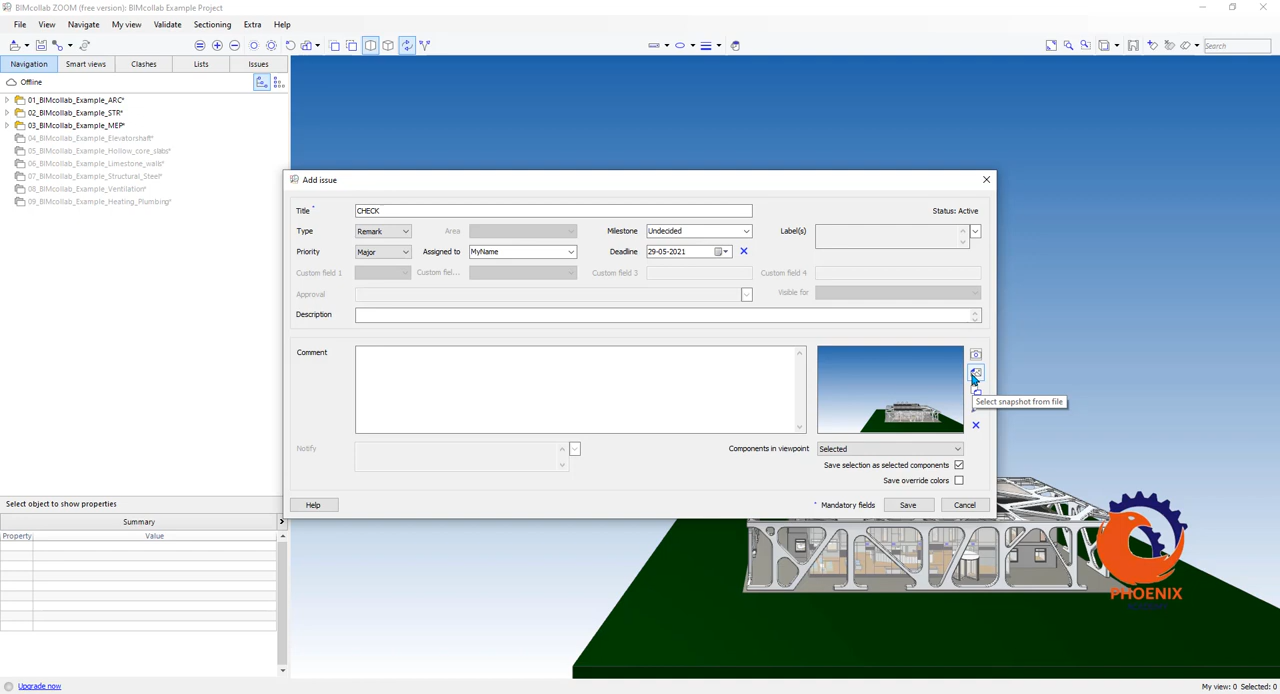 BIMcollab ZOOM (free version): BIMcollab Example Project
File View Navigate My view Validate Sectioning Extra Help
Search
Navigation Smart views Clashes Lists Issues
Offline
01_BIMcollab_Example_ARC*
02_BIMcollab_Example_STR*
03_BIMcollab_Example_MEP*
04_BIMcollab_Example_Elevatorshaft*
05_BIMcollab_Example_Hollow_core_slabs*
06_BIMcollab_Example_Limestone_walls*
07_BIMcollab_Example_Structural_Steel*
08_BIMcollab_Example_Ventilation*
09_BIMcollab_Example_Heating_Plumbing*
Add issue
Title * CHECK Status: Active
Type Remark Area Milestone Undecided Label(s)
Priority Major Assigned to MyName Deadline 29-05-2021
Custom field 1 Custom fiel... Custom field 3 Custom field 4
Approval Visible for
Description
Comment
Select snapshot from file
Notify Components in viewpoint Selected
Save selection as selected components
Save override colors
Help * Mandatory fields Save Cancel
Select object to show properties
Summary
Property Value
PHOENIX
Upgrade now My view: 0 Selected: 0